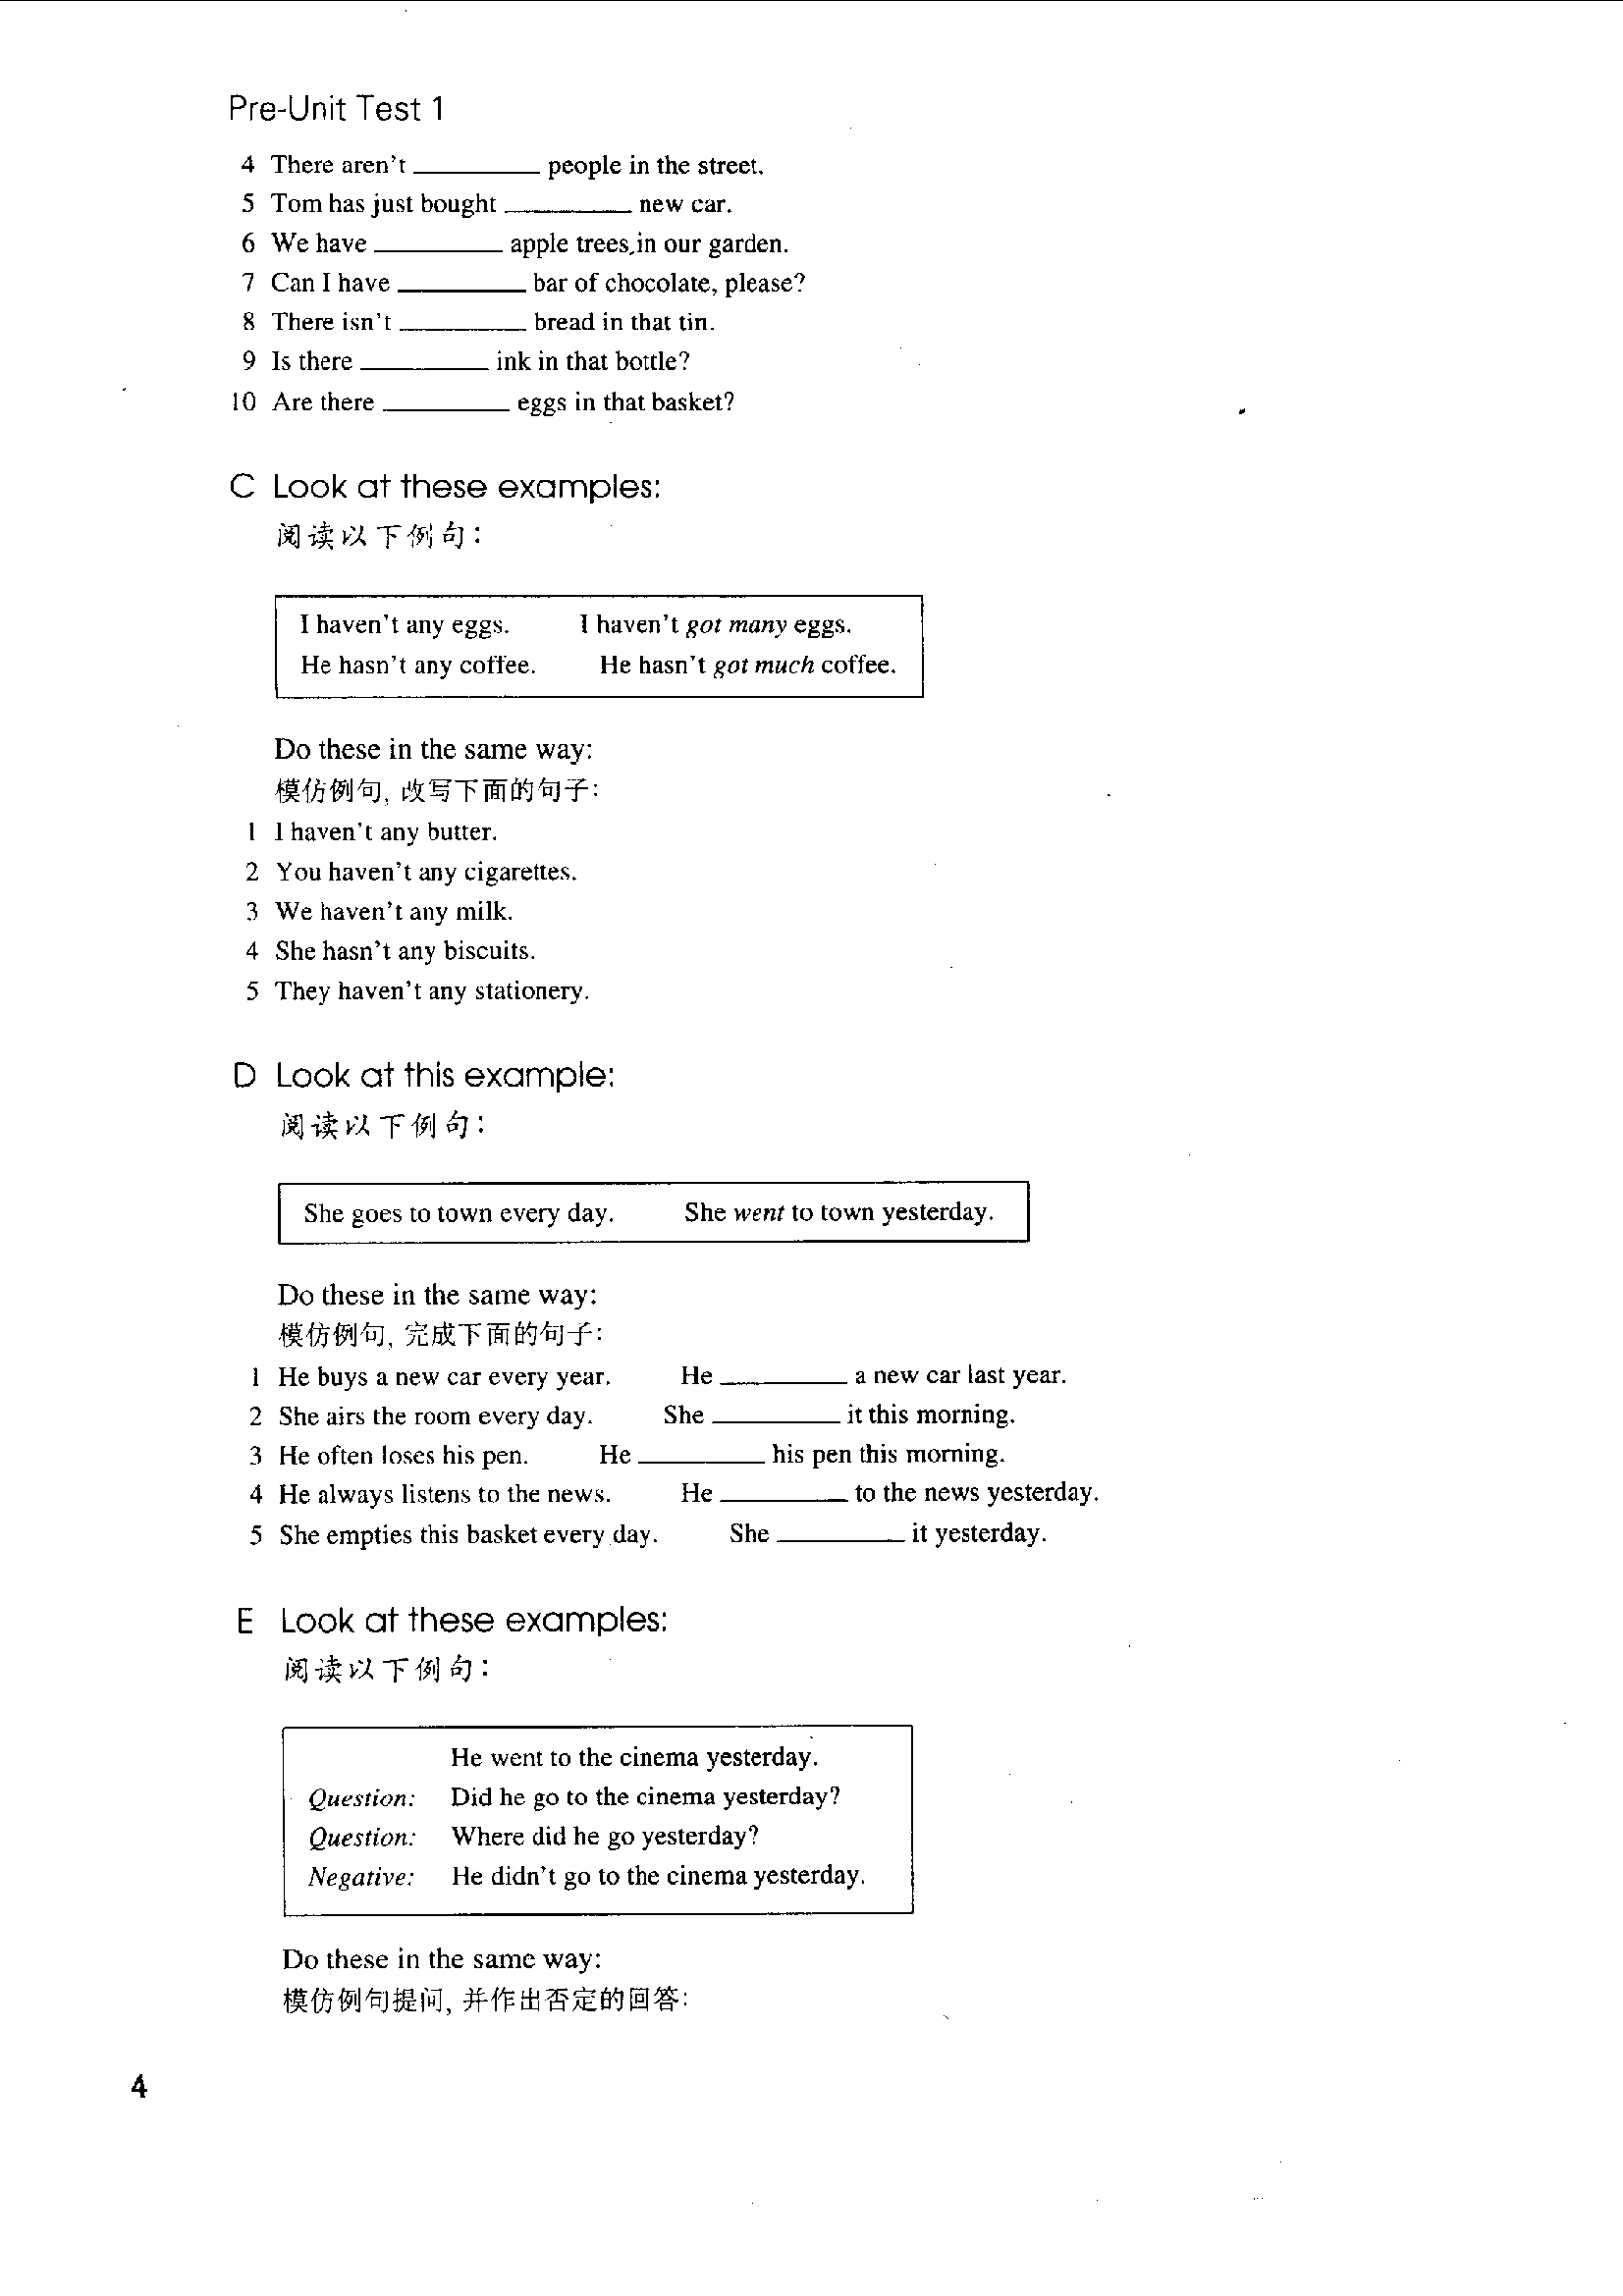 Pre-Unit Test 1
4 There aren't ________ people in the street.
5 Tom has just bought ________ new car.
6 We have ________ apple trees in our garden.
7 Can I have ________ bar of chocolate, please?
8 There isn't ________ bread in that tin.
9 Is there ________ ink in that bottle?
10 Are there ________ eggs in that basket?
C Look at these examples:
阅读以下例句:
I haven't any eggs. I haven't got many eggs.
He hasn't any coffee. He hasn't got much coffee.
Do these in the same way:
模仿例句, 改写下面的句子:
1 I haven't any butter.
2 You haven't any cigarettes.
3 We haven't any milk.
4 She hasn't any biscuits.
5 They haven't any stationery.
D Look at this example:
阅读以下例句:
She goes to town every day. She went to town yesterday.
Do these in the same way:
模仿例句, 完成下面的句子:
1 He buys a new car every year. He ________ a new car last year.
2 She airs the room every day. She ________ it this morning.
3 He often loses his pen. He ________ his pen this morning.
4 He always listens to the news. He ________ to the news yesterday.
5 She empties this basket every day. She ________ it yesterday.
E Look at these examples:
阅读以下例句:
He went to the cinema yesterday.
Question: Did he go to the cinema yesterday?
Question: Where did he go yesterday?
Negative: He didn't go to the cinema yesterday.
Do these in the same way:
模仿例句提问, 并作出否定的回答:
4